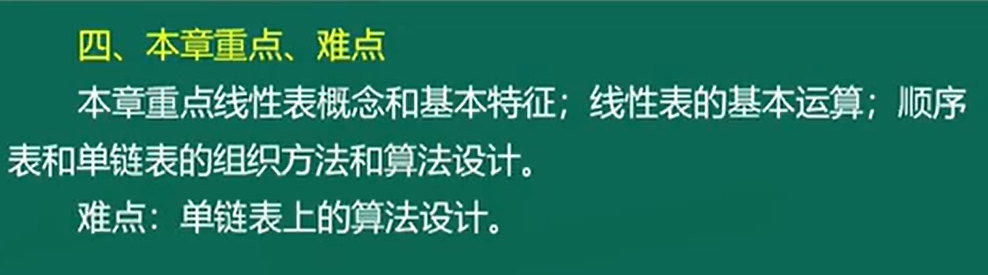 四、本章重点、难点
本章重点线性表概念和基本特征；线性表的基本运算；顺序
表和单链表的组织方法和算法设计。
难点：单链表上的算法设计。